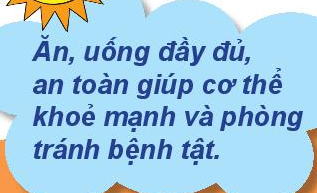 Ăn, uống đầy đủ,
an toàn giúp cơ thể
khoẻ mạnh và phòng
tránh bệnh tật.